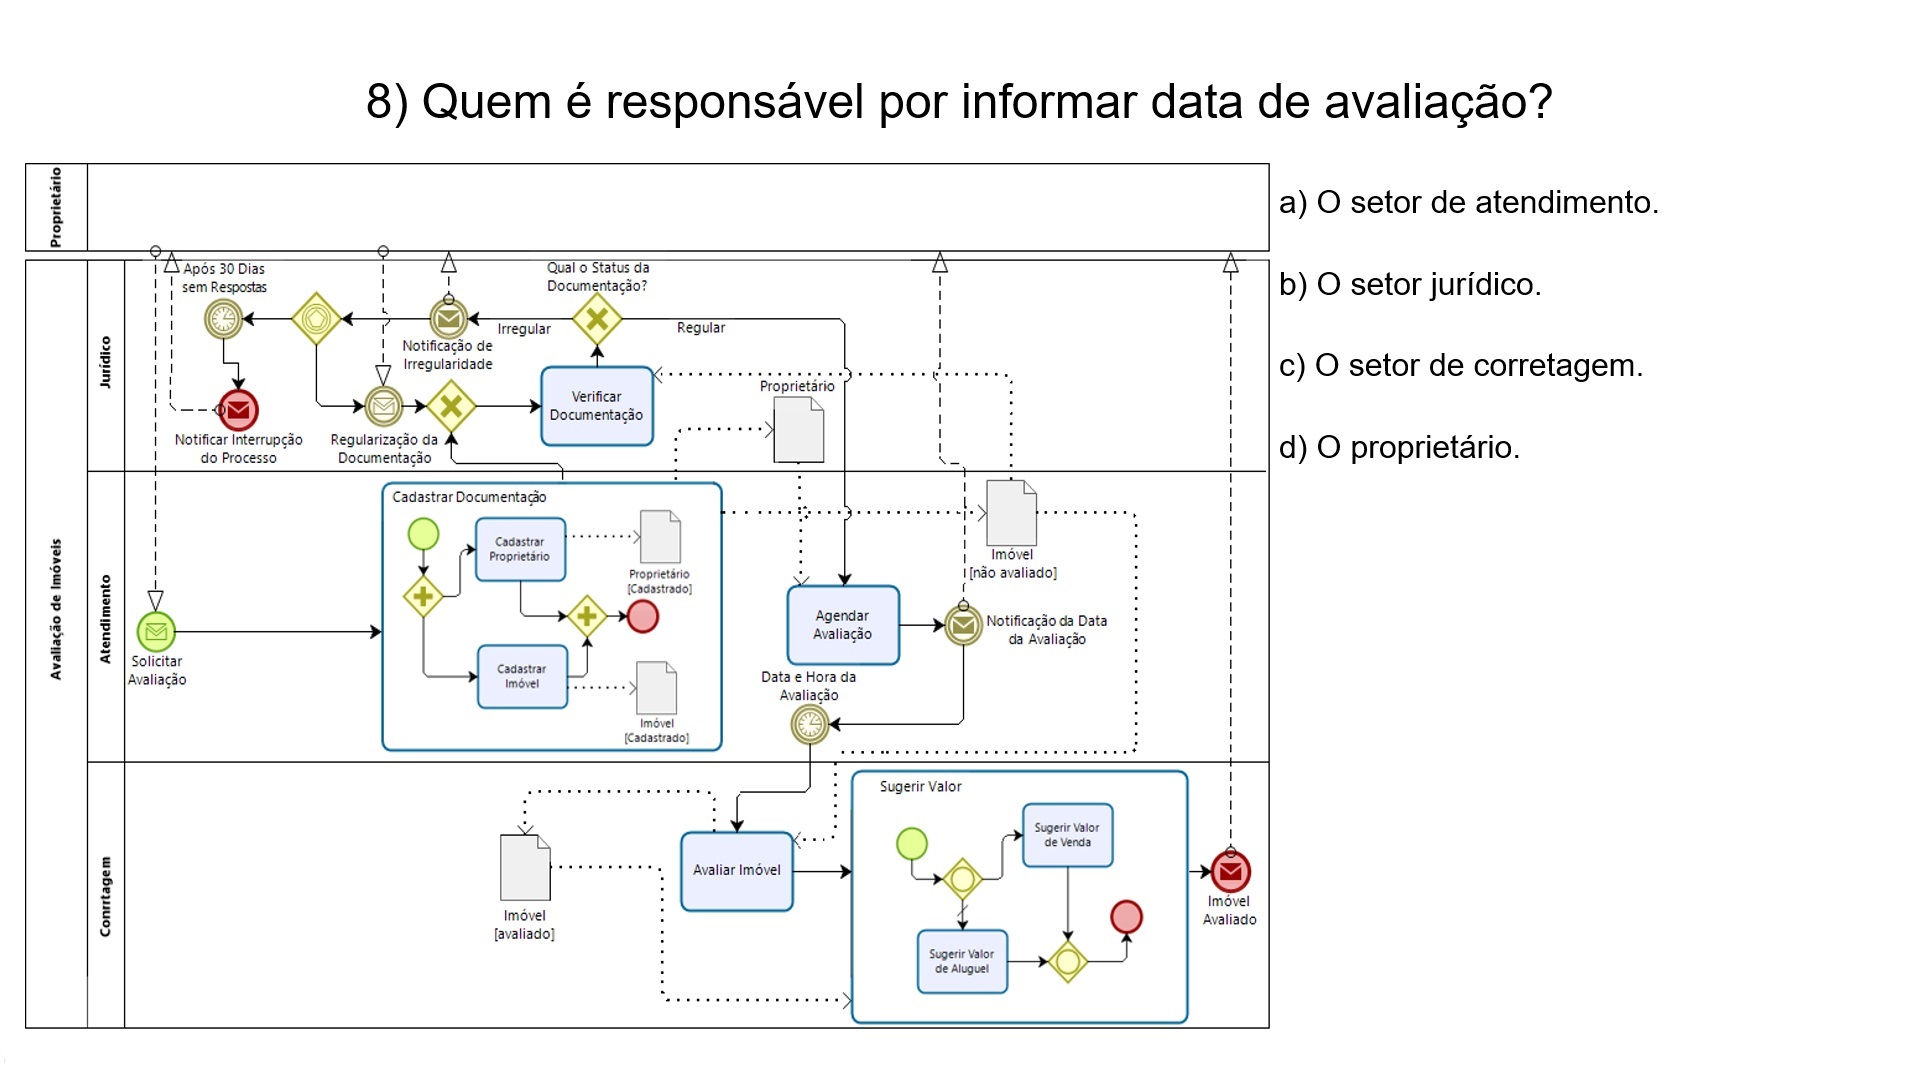 8) Quem é responsável por informar data de avaliação?
Proprietário
a) O setor de atendimento.
b) O setor jurídico.
c) O setor de corretagem.
d) O proprietário.
Avaliação de Imóveis
Jurídico
Após 30 Dias
sem Respostas
Qual o Status da
Documentação?
Irregular
Regular
Notificação de
Irregularidade
Verificar
Documentação
Proprietário
Notificar Interrupção
do Processo
Regularização da
Documentação
Atendimento
Cadastrar Documentação
Cadastrar
Proprietário
Proprietário
[Cadastrado]
Cadastrar
Imóvel
Imóvel
[Cadastrado]
Solicitar
Avaliação
Imóvel
[não avaliado]
Agendar
Avaliação
Notificação da Data
da Avaliação
Data e Hora da
Avaliação
Conrtagem
Sugerir Valor
Sugerir Valor
de Venda
Avaliar Imóvel
Imóvel
[avaliado]
Sugerir Valor
de Aluguel
Imóvel
Avaliado